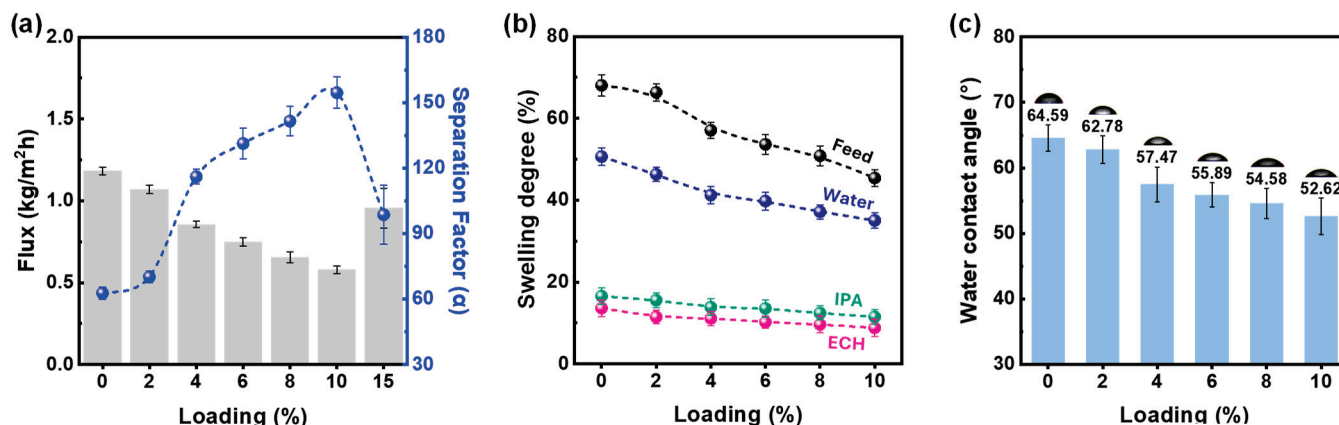 (a)
2.0
1.5
1.0
0.5
0.0
Flux (kg/m²h)
180
150
120
90
60
30
Separation Factor (α)
0 2 4 6 8 10 15
Loading (%)
(b)
80
60
40
20
0
Swelling degree (%)
Feed
Water
IPA
ECH
0 2 4 6 8 10
Loading (%)
(c)
80
70
60
50
40
30
Water contact angle (°)
64.59
62.78
57.47
55.89
54.58
52.62
0 2 4 6 8 10
Loading (%)